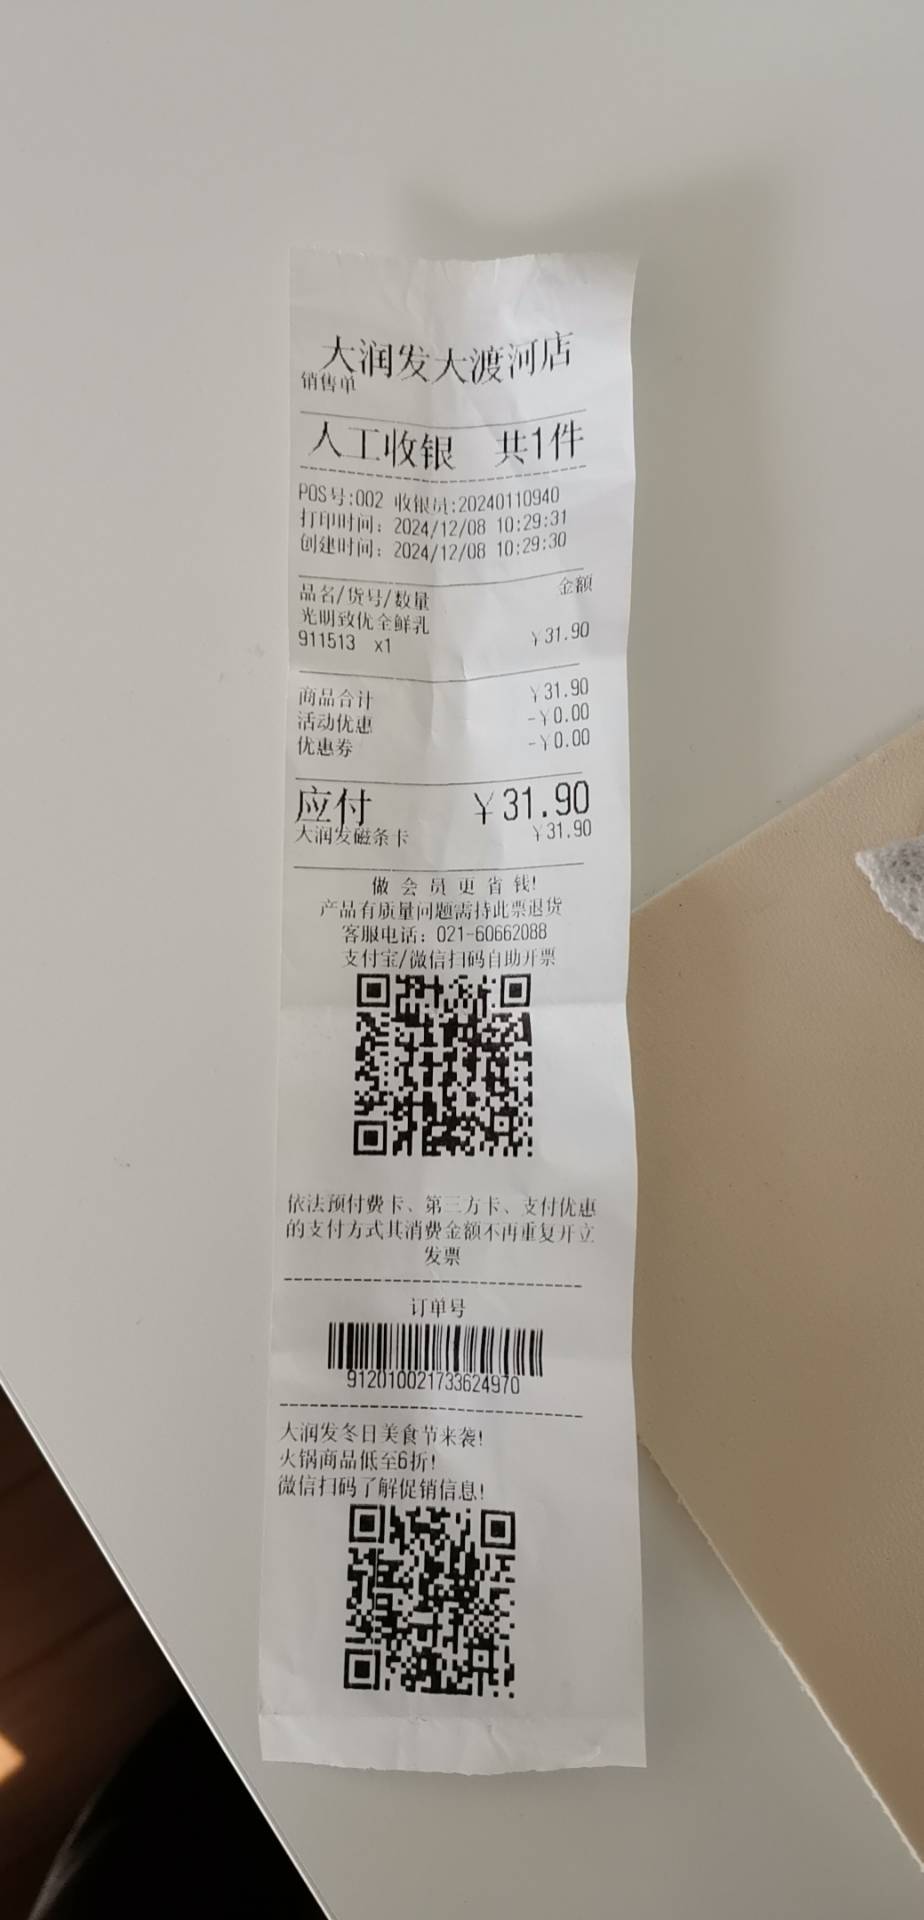 大润发大渡河店
销售单
人工收银 共1件
POS号:002 收银员:20240110940
打印时间: 2024/12/08 10:29:31
创建时间: 2024/12/08 10:29:30
品名/货号/数量 金额
光明致优全鲜乳
911513 x1 ￥31.90
商品合计 ￥31.90
活动优惠 -￥0.00
优惠券 -￥0.00
应付 ￥31.90
大润发磁条卡 ￥31.90
做会员更省钱!
产品有质量问题需持此票退货
客服电话: 021-60662088
支付宝/微信扫码自助开票
依法预付费卡、第三方卡、支付优惠
的支付方式其消费金额不再重复开立
发票
订单号
912010021733624970
大润发冬日美食节来袭!
火锅商品低至6折!
微信扫码了解促销信息!